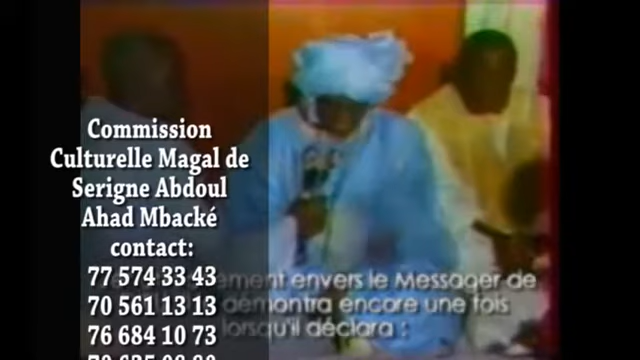 Commission
Culturelle Magal de
Serigne Abdoul
Ahad Mbacké
contact:
77 574 33 43
70 561 13 13
76 684 10 73
ment envers le Messager de
démontra encore une fois
lorsqu'il déclara :